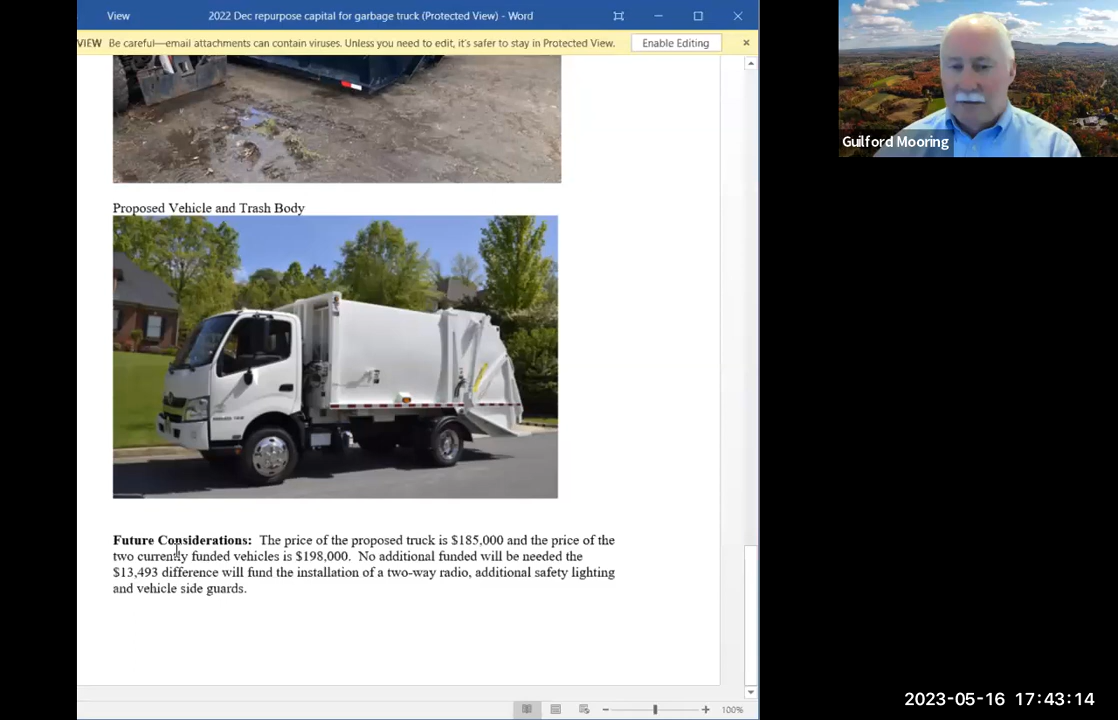 View
2022 Dec repurpose capital for garbage truck (Protected View) - Word
VIEW Be careful—email attachments can contain viruses. Unless you need to edit, it's safer to stay in Protected View.
Enable Editing
Guilford Mooring
Proposed Vehicle and Trash Body
Future Considerations: The price of the proposed truck is $185,000 and the price of the
two currently funded vehicles is $198,000. No additional funded will be needed the
$13,493 difference will fund the installation of a two-way radio, additional safety lighting
and vehicle side guards.
2023-05-16 17:43:14
100%